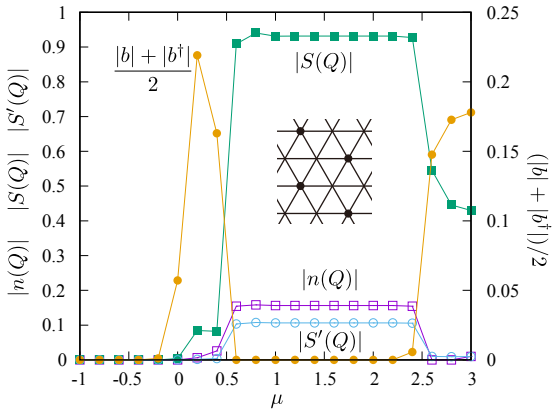 1
0.9
0.8
0.7
0.6
0.5
0.4
0.3
0.2
0.1
0
0.25
0.2
0.15
0.1
0.05
0
-1 -0.5 0 0.5 1 1.5 2 2.5 3
μ
|n(Q)| |S(Q)| |S′(Q)|
(|b| + |b†|)/2
|b| + |b†|
2
|S(Q)|
|n(Q)|
|S′(Q)|